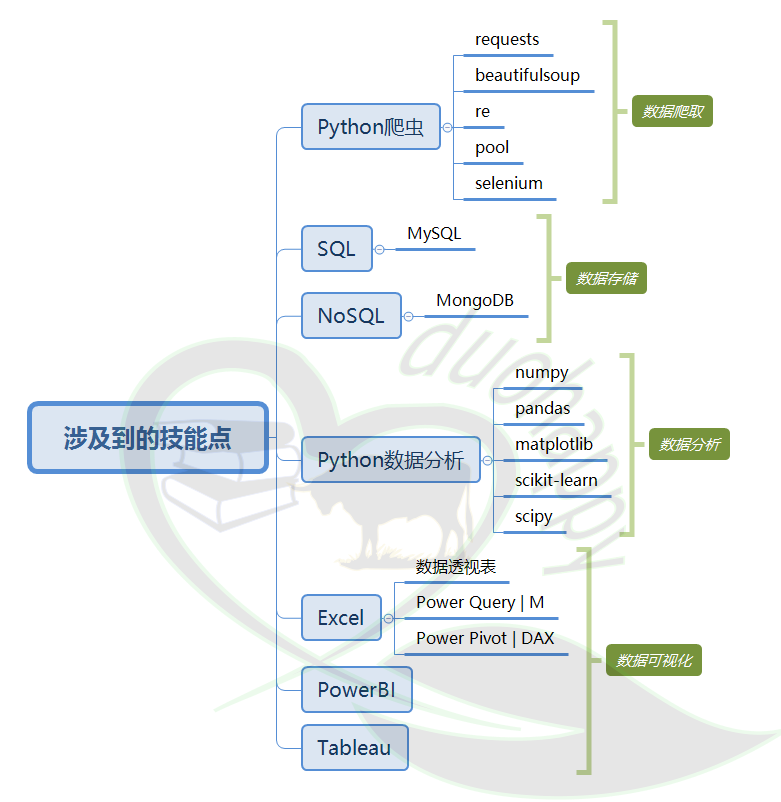 涉及到的技能点
Python爬虫
requests
beautifulsoup
re
pool
selenium
数据爬取
SQL
MySQL
NoSQL
MongoDB
数据存储
Python数据分析
numpy
pandas
matplotlib
scikit-learn
scipy
数据分析
Excel
数据透视表
Power Query | M
Power Pivot | DAX
PowerBI
Tableau
数据可视化
duohappy